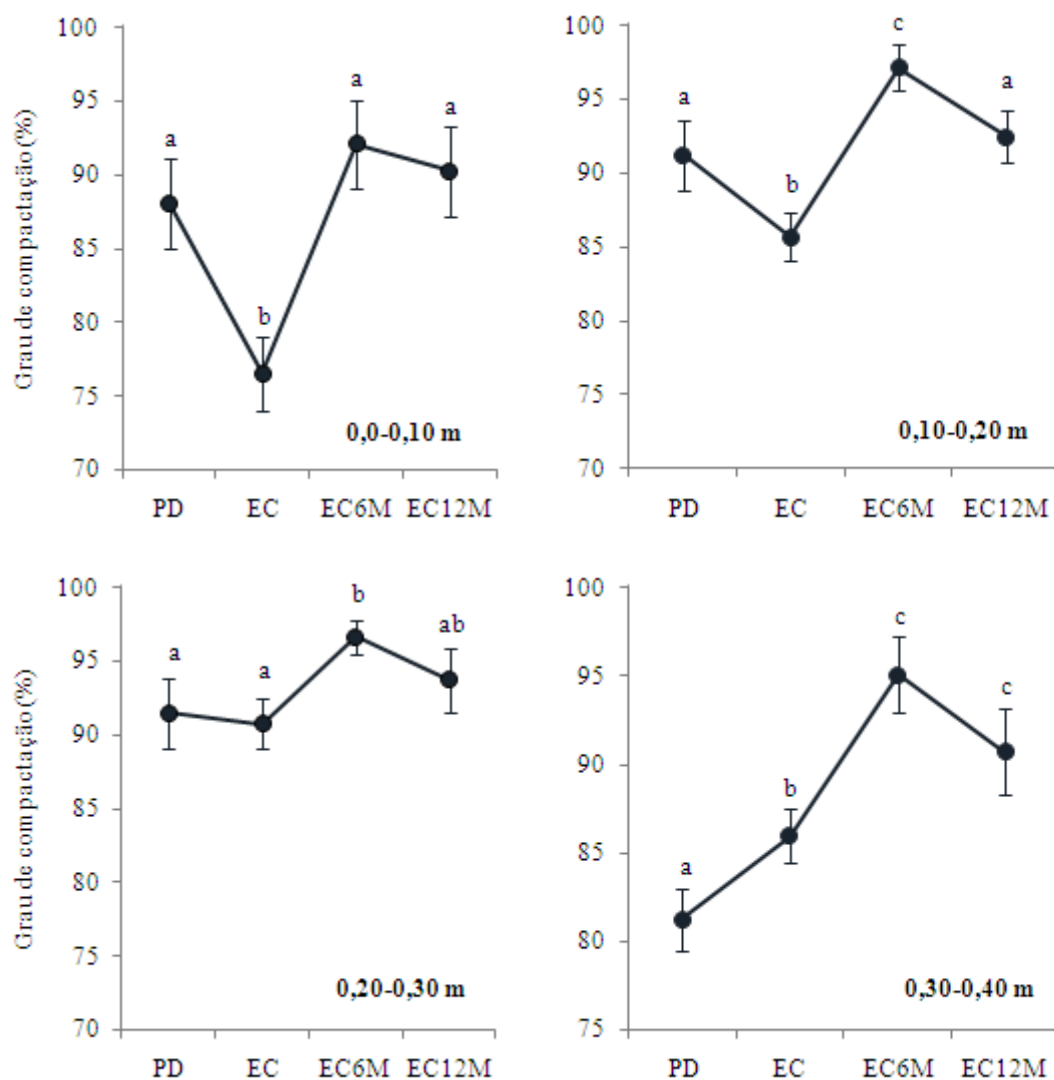 100
95
90
85
80
75
70
Grau de compactação (%)
a
b
a
a
0,0-0,10 m
PD EC EC6M EC12M
100
95
90
85
80
75
70
a
b
c
a
0,10-0,20 m
PD EC EC6M EC12M
100
95
90
85
80
75
70
Grau de compactação (%)
a
a
b
ab
0,20-0,30 m
PD EC EC6M EC12M
100
95
90
85
80
75
a
b
c
c
0,30-0,40 m
PD EC EC6M EC12M